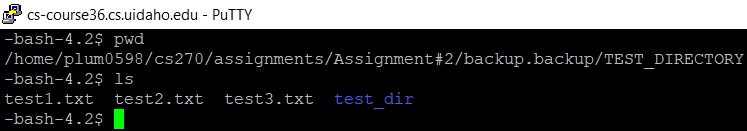 cs-course36.cs.uidaho.edu - PuTTY
-bash-4.2$ pwd
/home/plum0598/cs270/assignments/Assignment#2/backup.backup/TEST_DIRECTORY
-bash-4.2$ ls
test1.txt  test2.txt  test3.txt  test_dir
-bash-4.2$